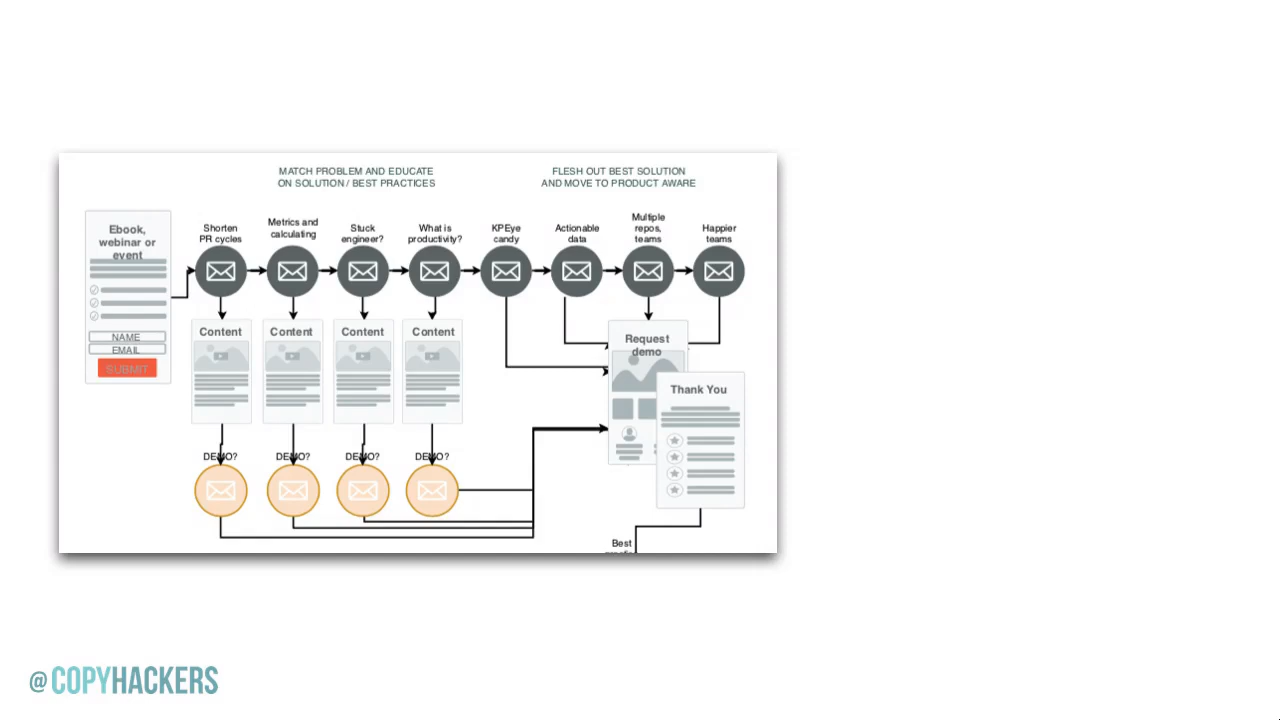 MATCH PROBLEM AND EDUCATE
ON SOLUTION / BEST PRACTICES
FLESH OUT BEST SOLUTION
AND MOVE TO PRODUCT AWARE
Ebook,
webinar or
event
NAME
EMAIL
SUBMIT
Shorten
PR cycles
Metrics and
calculating
Stuck
engineer?
What is
productivity?
KPEye
candy
Actionable
data
Multiple
repos,
teams
Happier
teams
Content
Content
Content
Content
Request
demo
Thank You
DEMO?
DEMO?
DEMO?
DEMO?
Best
@COPYHACKERS